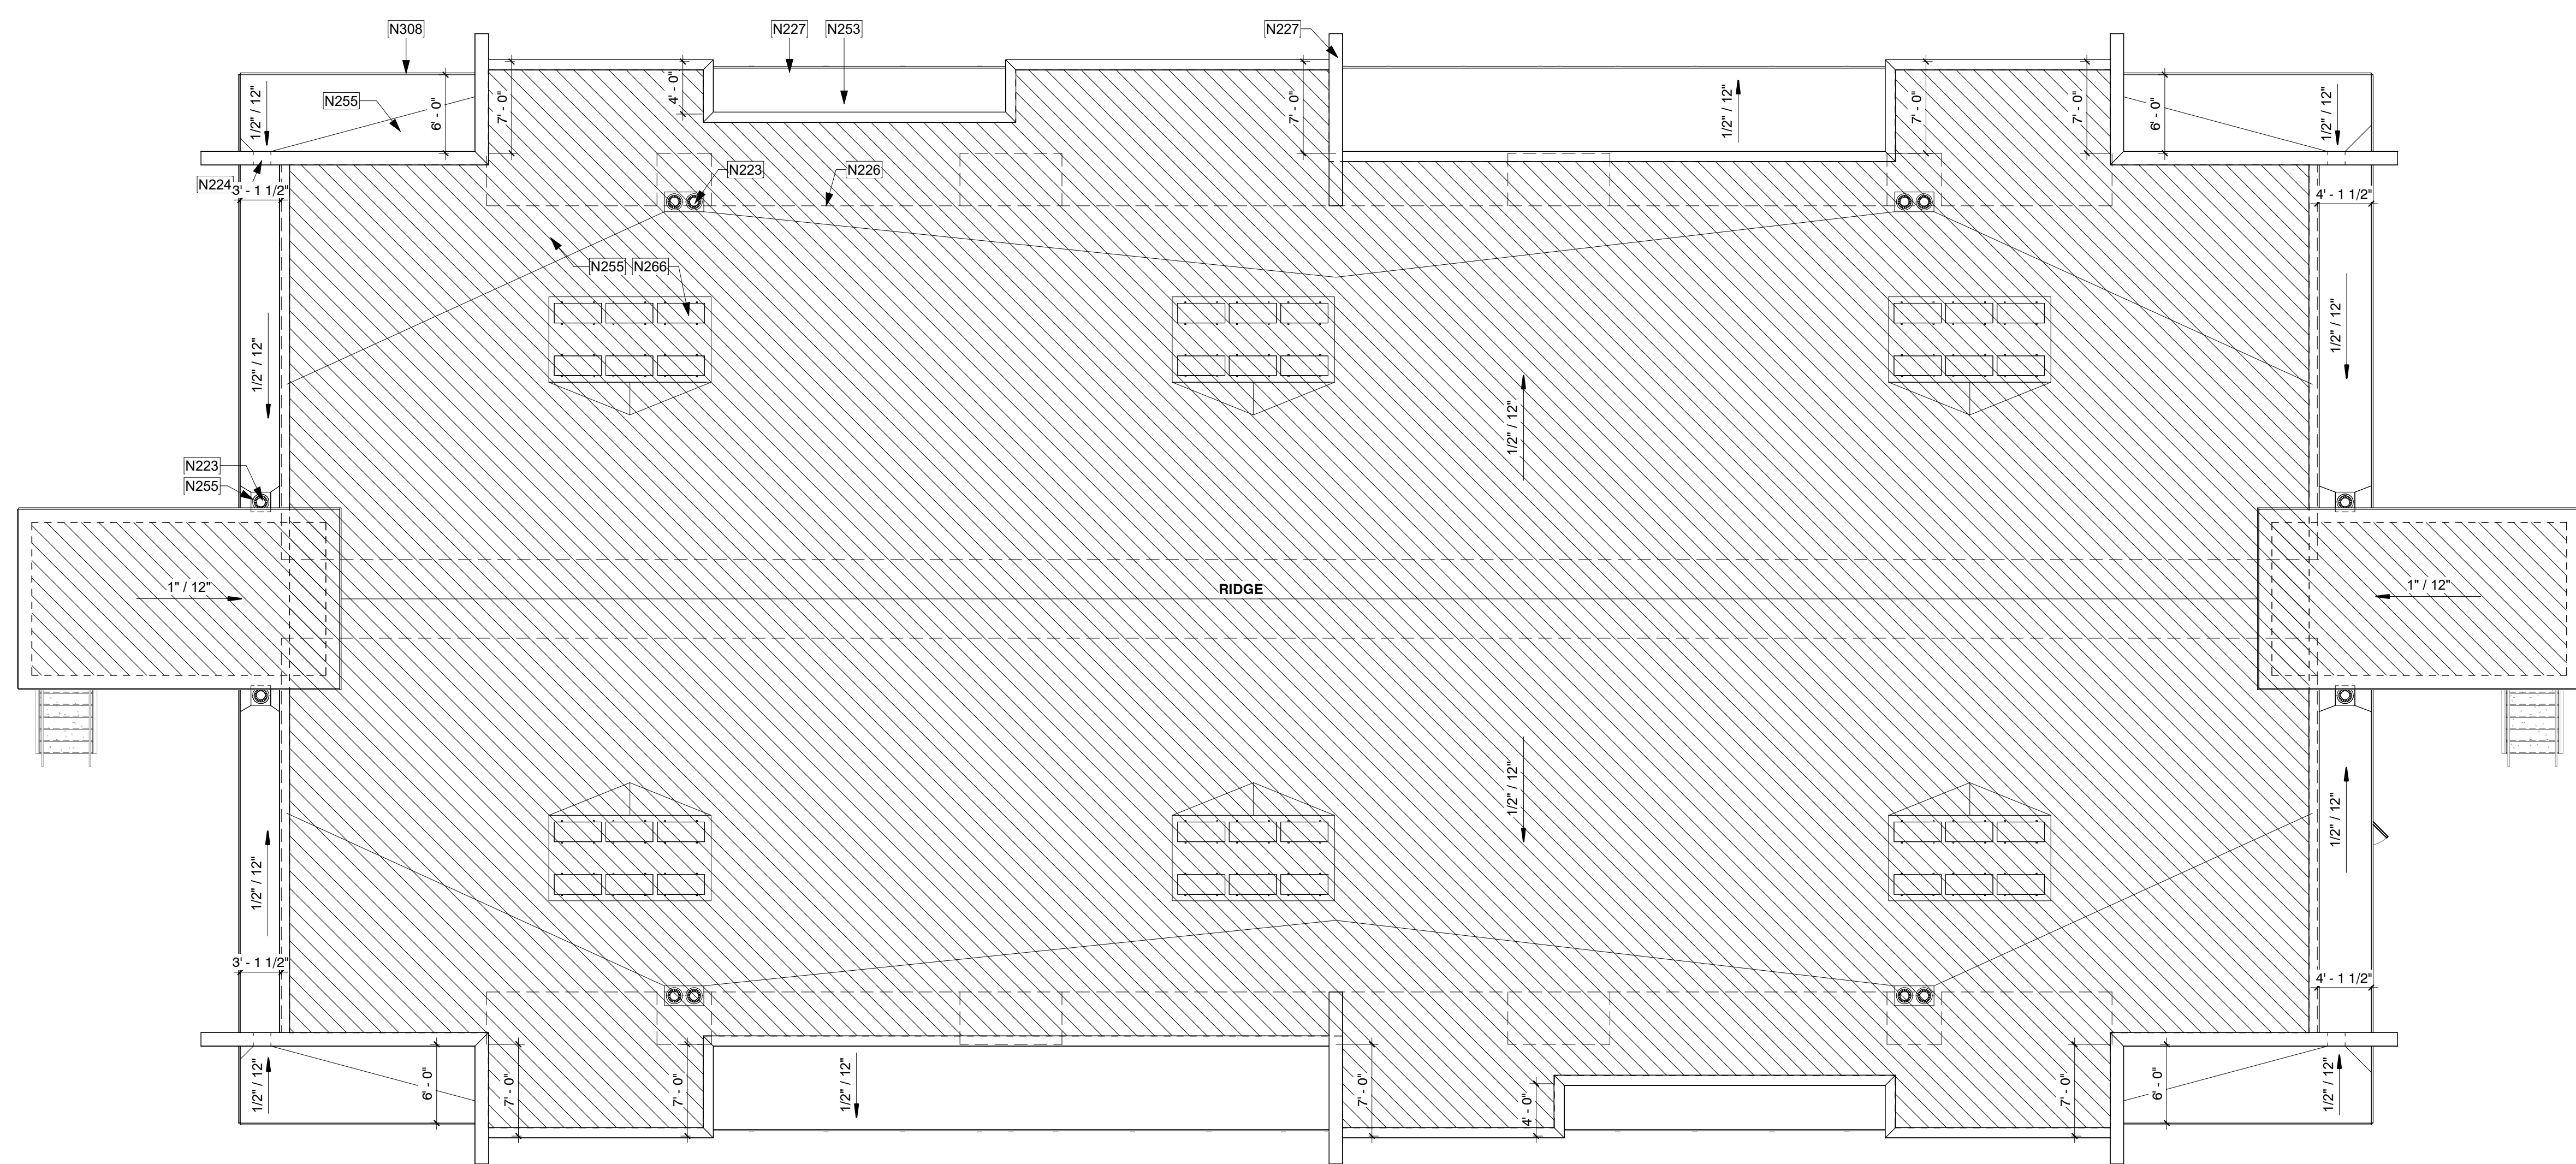 N308
N227
N253
N227
1/2" / 12"
N255
6' - 0"
7' - 0"
4' - 0"
7' - 0"
1/2" / 12"
7' - 0"
7' - 0"
6' - 0"
1/2" / 12"
N224
3' - 1 1/2"
N223
N226
4' - 1 1/2"
N255
N266
1/2" / 12"
1/2" / 12"
1/2" / 12"
N223
N255
1" / 12"
RIDGE
1" / 12"
1/2" / 12"
1/2" / 12"
1/2" / 12"
3' - 1 1/2"
4' - 1 1/2"
1/2" / 12"
6' - 0"
7' - 0"
7' - 0"
1/2" / 12"
7' - 0"
4' - 0"
7' - 0"
6' - 0"
1/2" / 12"